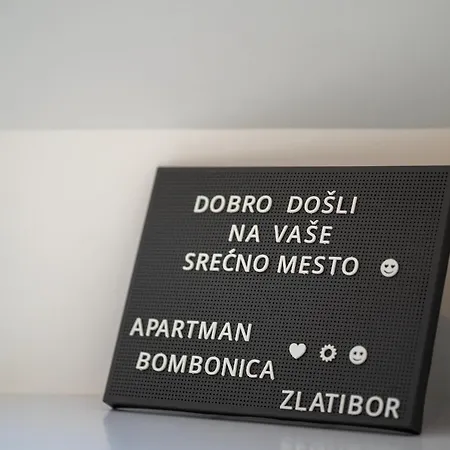 DOBRO DOŠLI
NA VAŠE
SREĆNO MESTO
APARTMAN
BOMBONICA
ZLATIBOR